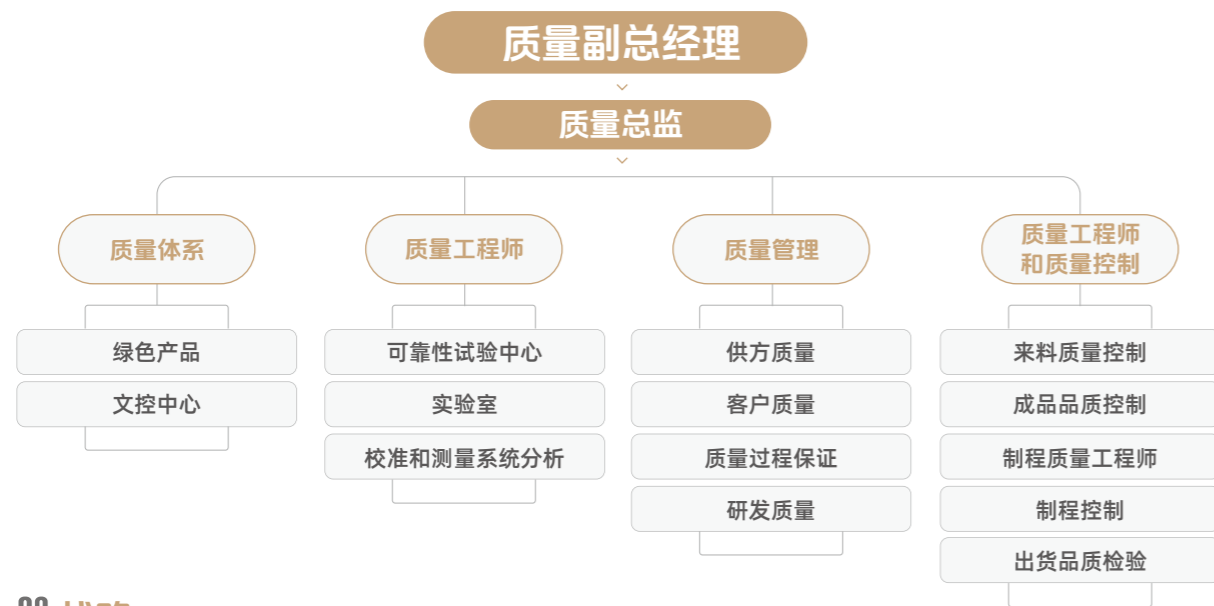 质量副总经理
质量总监
质量体系
质量工程师
质量管理
质量工程师
和质量控制
绿色产品
文控中心
可靠性试验中心
实验室
校准和测量系统分析
供方质量
客户质量
质量过程保证
研发质量
来料质量控制
成品品质控制
制程质量工程师
制程控制
出货品质检验